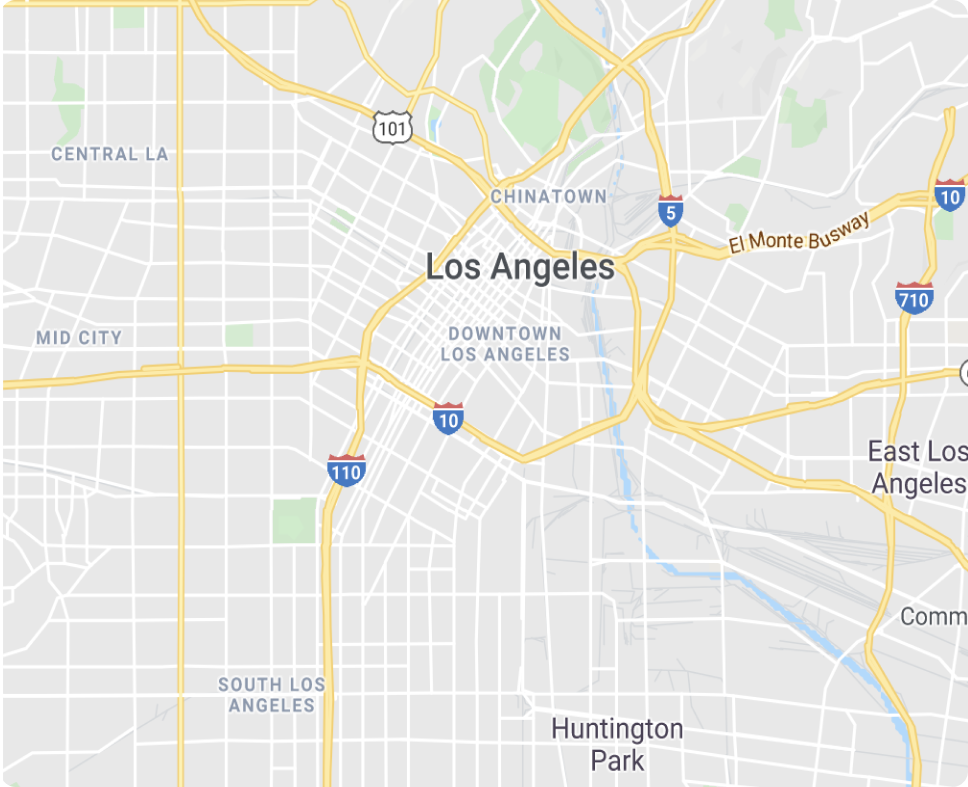 101
CENTRAL LA
CHINATOWN
10
5
El Monte Busway
Los Angeles
710
MID CITY
DOWNTOWN
LOS ANGELES
10
East Los
Angeles
110
Comm
SOUTH LOS
ANGELES
Huntington
Park